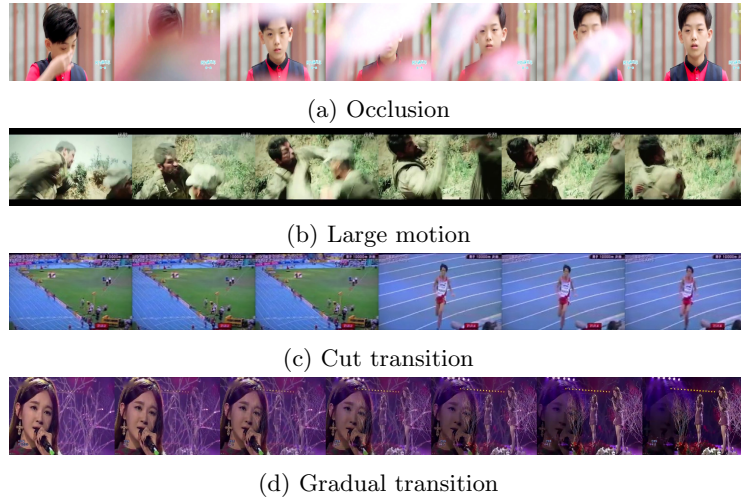 (a) Occlusion
(b) Large motion
(c) Cut transition
(d) Gradual transition